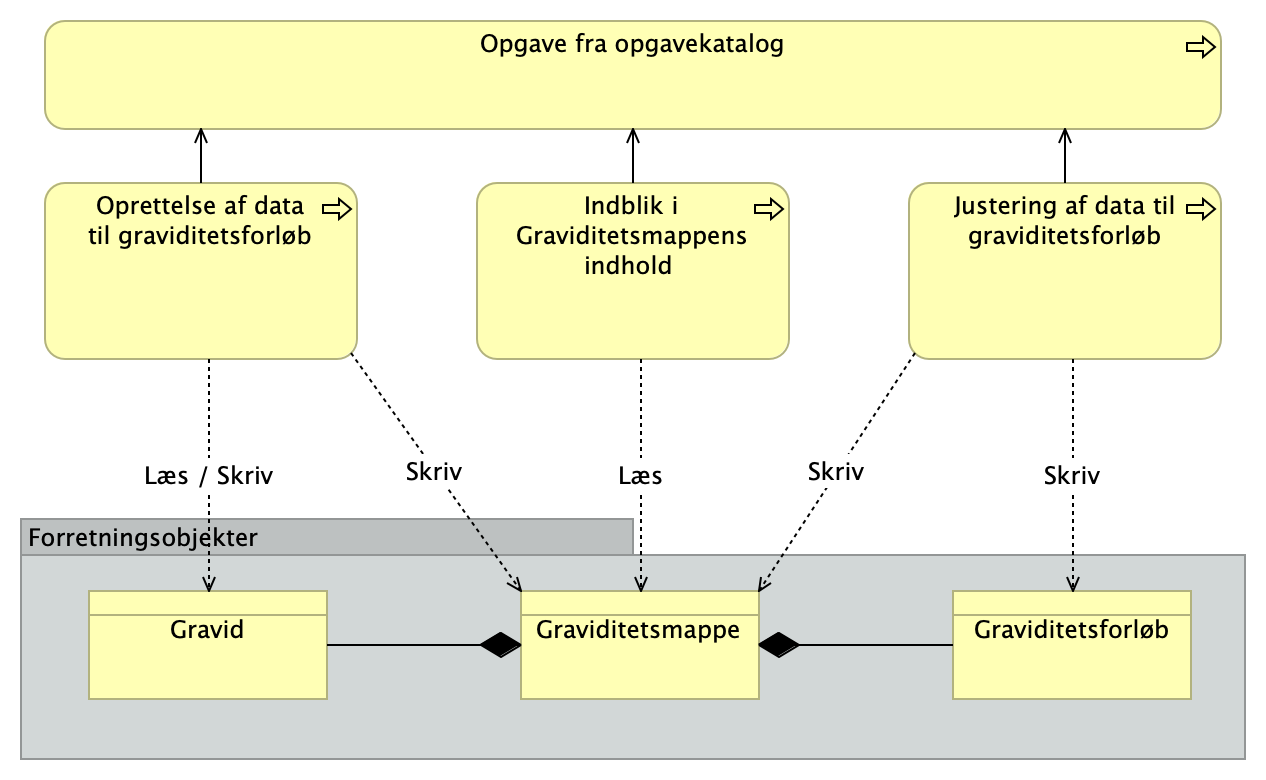 Opgave fra opgavekatalog
Oprettelse af data
til graviditetsforløb
Indblik i
Graviditetsmappens
indhold
Justering af data til
graviditetsforløb
Læs / Skriv
Skriv
Læs
Skriv
Skriv
Forretningsobjekter
Gravid
Graviditetsmappe
Graviditetsforløb